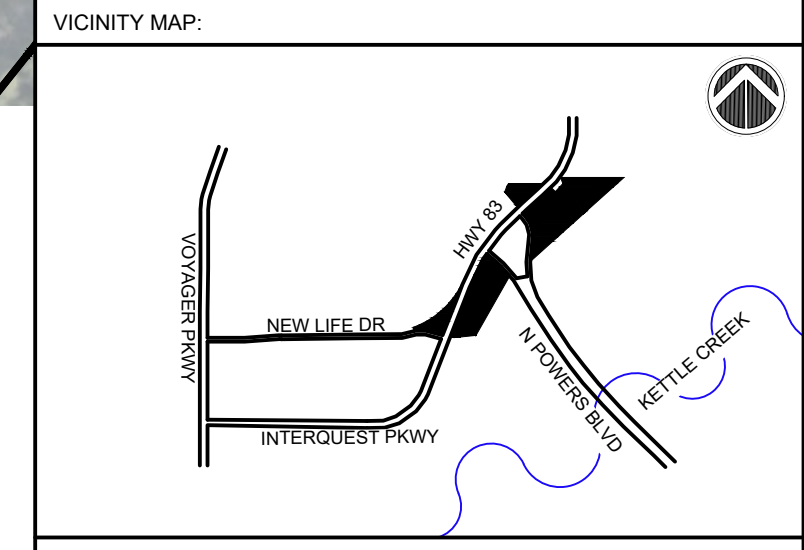 VICINITY MAP:
HWY 83
VOYAGER PKWY
NEW LIFE DR
N POWERS BLVD
KETTLE CREEK
INTERQUEST PKWY